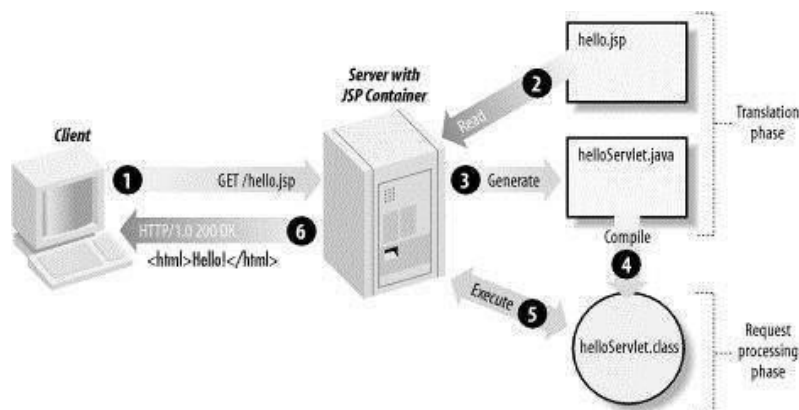 hello.jsp
Server with
JSP Container
2
Read
Translation
phase
Client
helloServlet.java
1
GET /hello.jsp
3
Generate
HTTP/1.0 200 OK
6
<html>Hello!</html>
Compile
4
Execute
5
helloServlet.class
Request
processing
phase